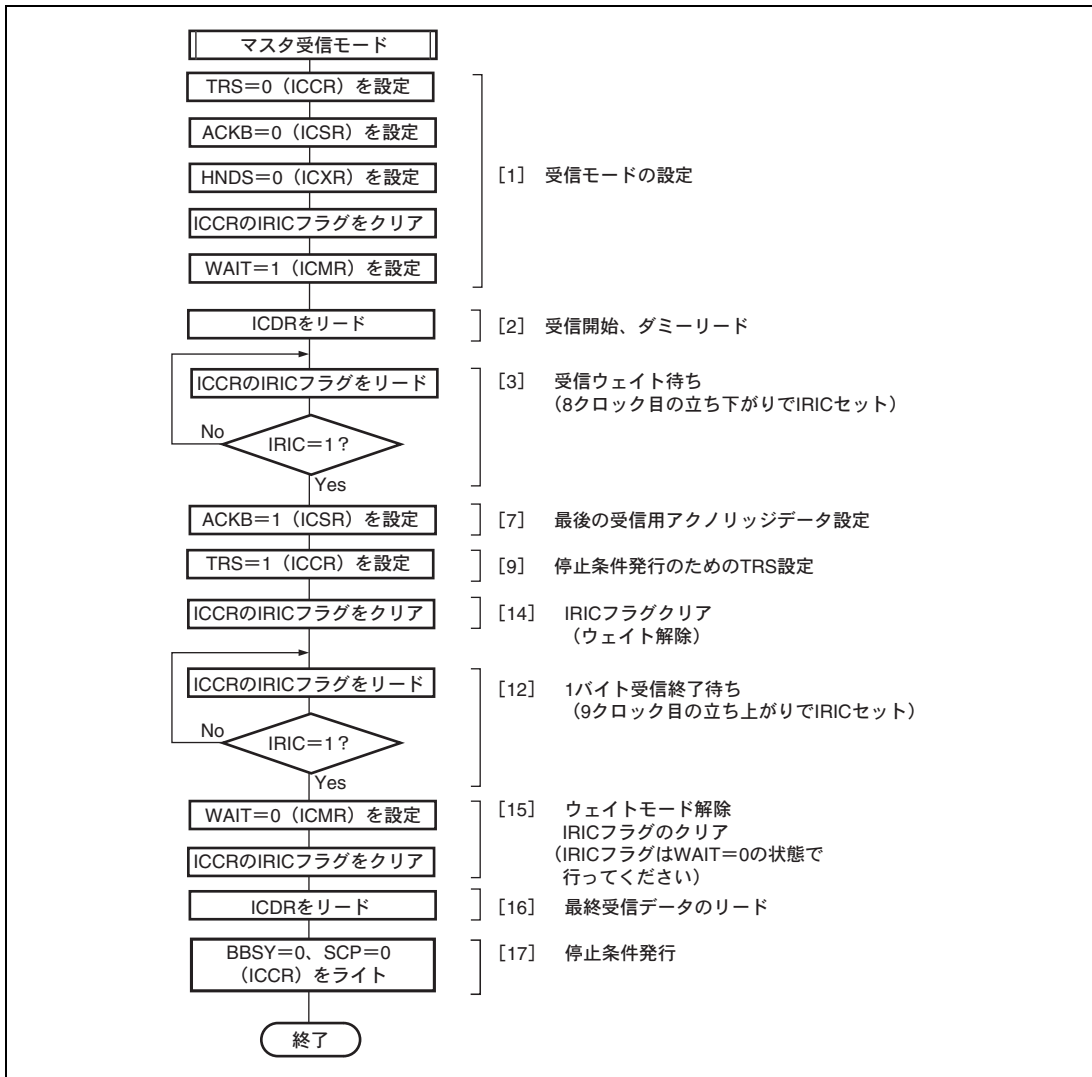 マスタ受信モード
TRS=0（ICCR）を設定
ACKB=0（ICSR）を設定
HNDS=0（ICXR）を設定
[1] 受信モードの設定
ICCRのIRICフラグをクリア
WAIT=1（ICMR）を設定
ICDRをリード
[2] 受信開始、ダミーリード
ICCRのIRICフラグをリード
[3] 受信ウェイト待ち
（8クロック目の立ち下がりでIRICセット）
No
IRIC=1？
Yes
ACKB=1（ICSR）を設定
[7] 最後の受信用アクノリッジデータ設定
TRS=1（ICCR）を設定
[9] 停止条件発行のためのTRS設定
ICCRのIRICフラグをクリア
[14] IRICフラグクリア
（ウェイト解除）
ICCRのIRICフラグをリード
[12] 1バイト受信終了待ち
（9クロック目の立ち上がりでIRICセット）
No
IRIC=1？
Yes
WAIT=0（ICMR）を設定
[15] ウェイトモード解除
IRICフラグのクリア
（IRICフラグはWAIT=0の状態で
行ってください）
ICCRのIRICフラグをクリア
ICDRをリード
[16] 最終受信データのリード
BBSY=0、SCP=0
（ICCR）をライト
[17] 停止条件発行
終了